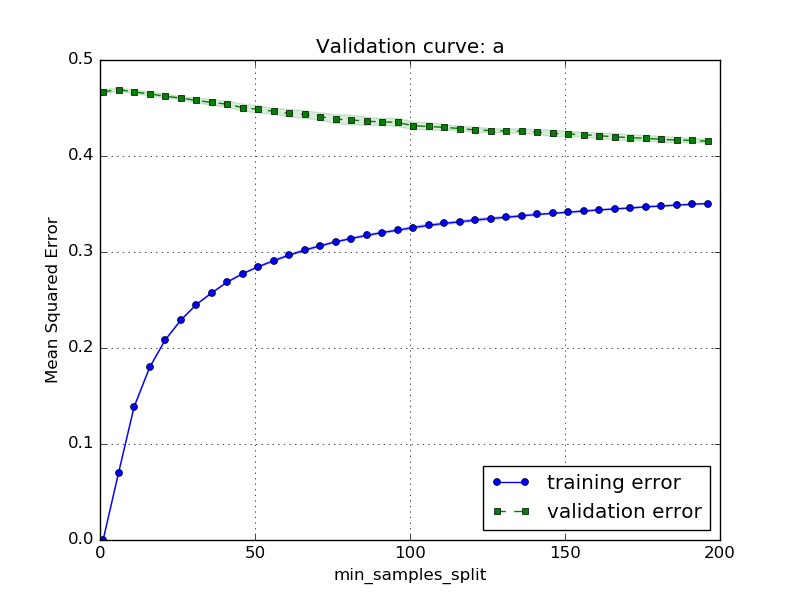 Validation curve: a
0.5
0.4
0.3
0.2
0.1
0.0
Mean Squared Error
0 50 100 150 200
min_samples_split
training error
validation error